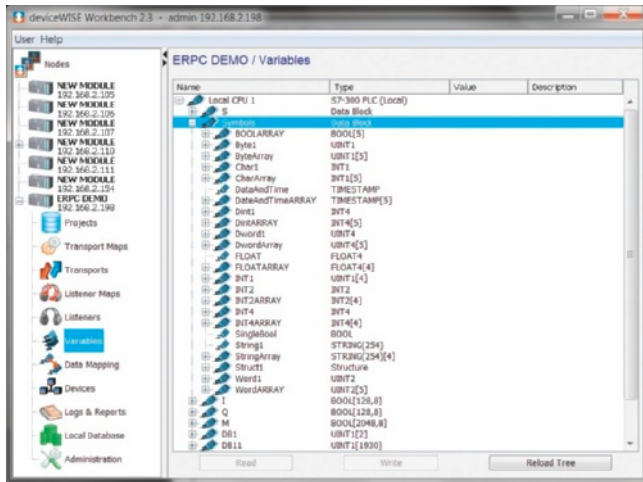 deviceWISE Workbench 2.3 - admin 192.168.2.198
User Help
Nodes
NEW MODULE
192.168.2.105
NEW MODULE
192.168.2.106
NEW MODULE
192.168.2.107
NEW MODULE
192.168.2.110
NEW MODULE
192.168.2.111
NEW MODULE
192.168.2.154
ERPC DEMO
192.168.2.198
Projects
Transport Maps
Transports
Listener Maps
Listeners
Variables
Data Mapping
Devices
Logs & Reports
Local Database
Administration
ERPC DEMO / Variables
Name Type Value Description
Local CPU 1 S7-300 PLC (Local)
S Data Block
Symbols Data Block
BOOLARRAY BOOL[5]
Byte1 UINT1
ByteArray UINT1[5]
Char1 INT1
CharArray INT1[5]
DateAndTime TIMESTAMP
DateAndTimeARRAY TIMESTAMP[5]
Dint1 INT4
DintARRAY INT4[5]
Dword1 UINT4
DwordArray UINT4[5]
FLOAT FLOAT4
FLOATARRAY FLOAT4[4]
INT1 UINT1[4]
INT2 INT2
INT2ARRAY INT2[4]
INT4 INT4
INT4ARRAY INT4[4]
SingleBool BOOL
String1 STRING(254)
StringArray STRING(254)[4]
Struct1 Structure
Word1 UINT2
WordARRAY UINT2[5]
I BOOL[128,8]
Q BOOL[128,8]
M BOOL[2048,8]
DB1 UINT1[2]
DB11 UINT1[1930]
Read Write Reload Tree